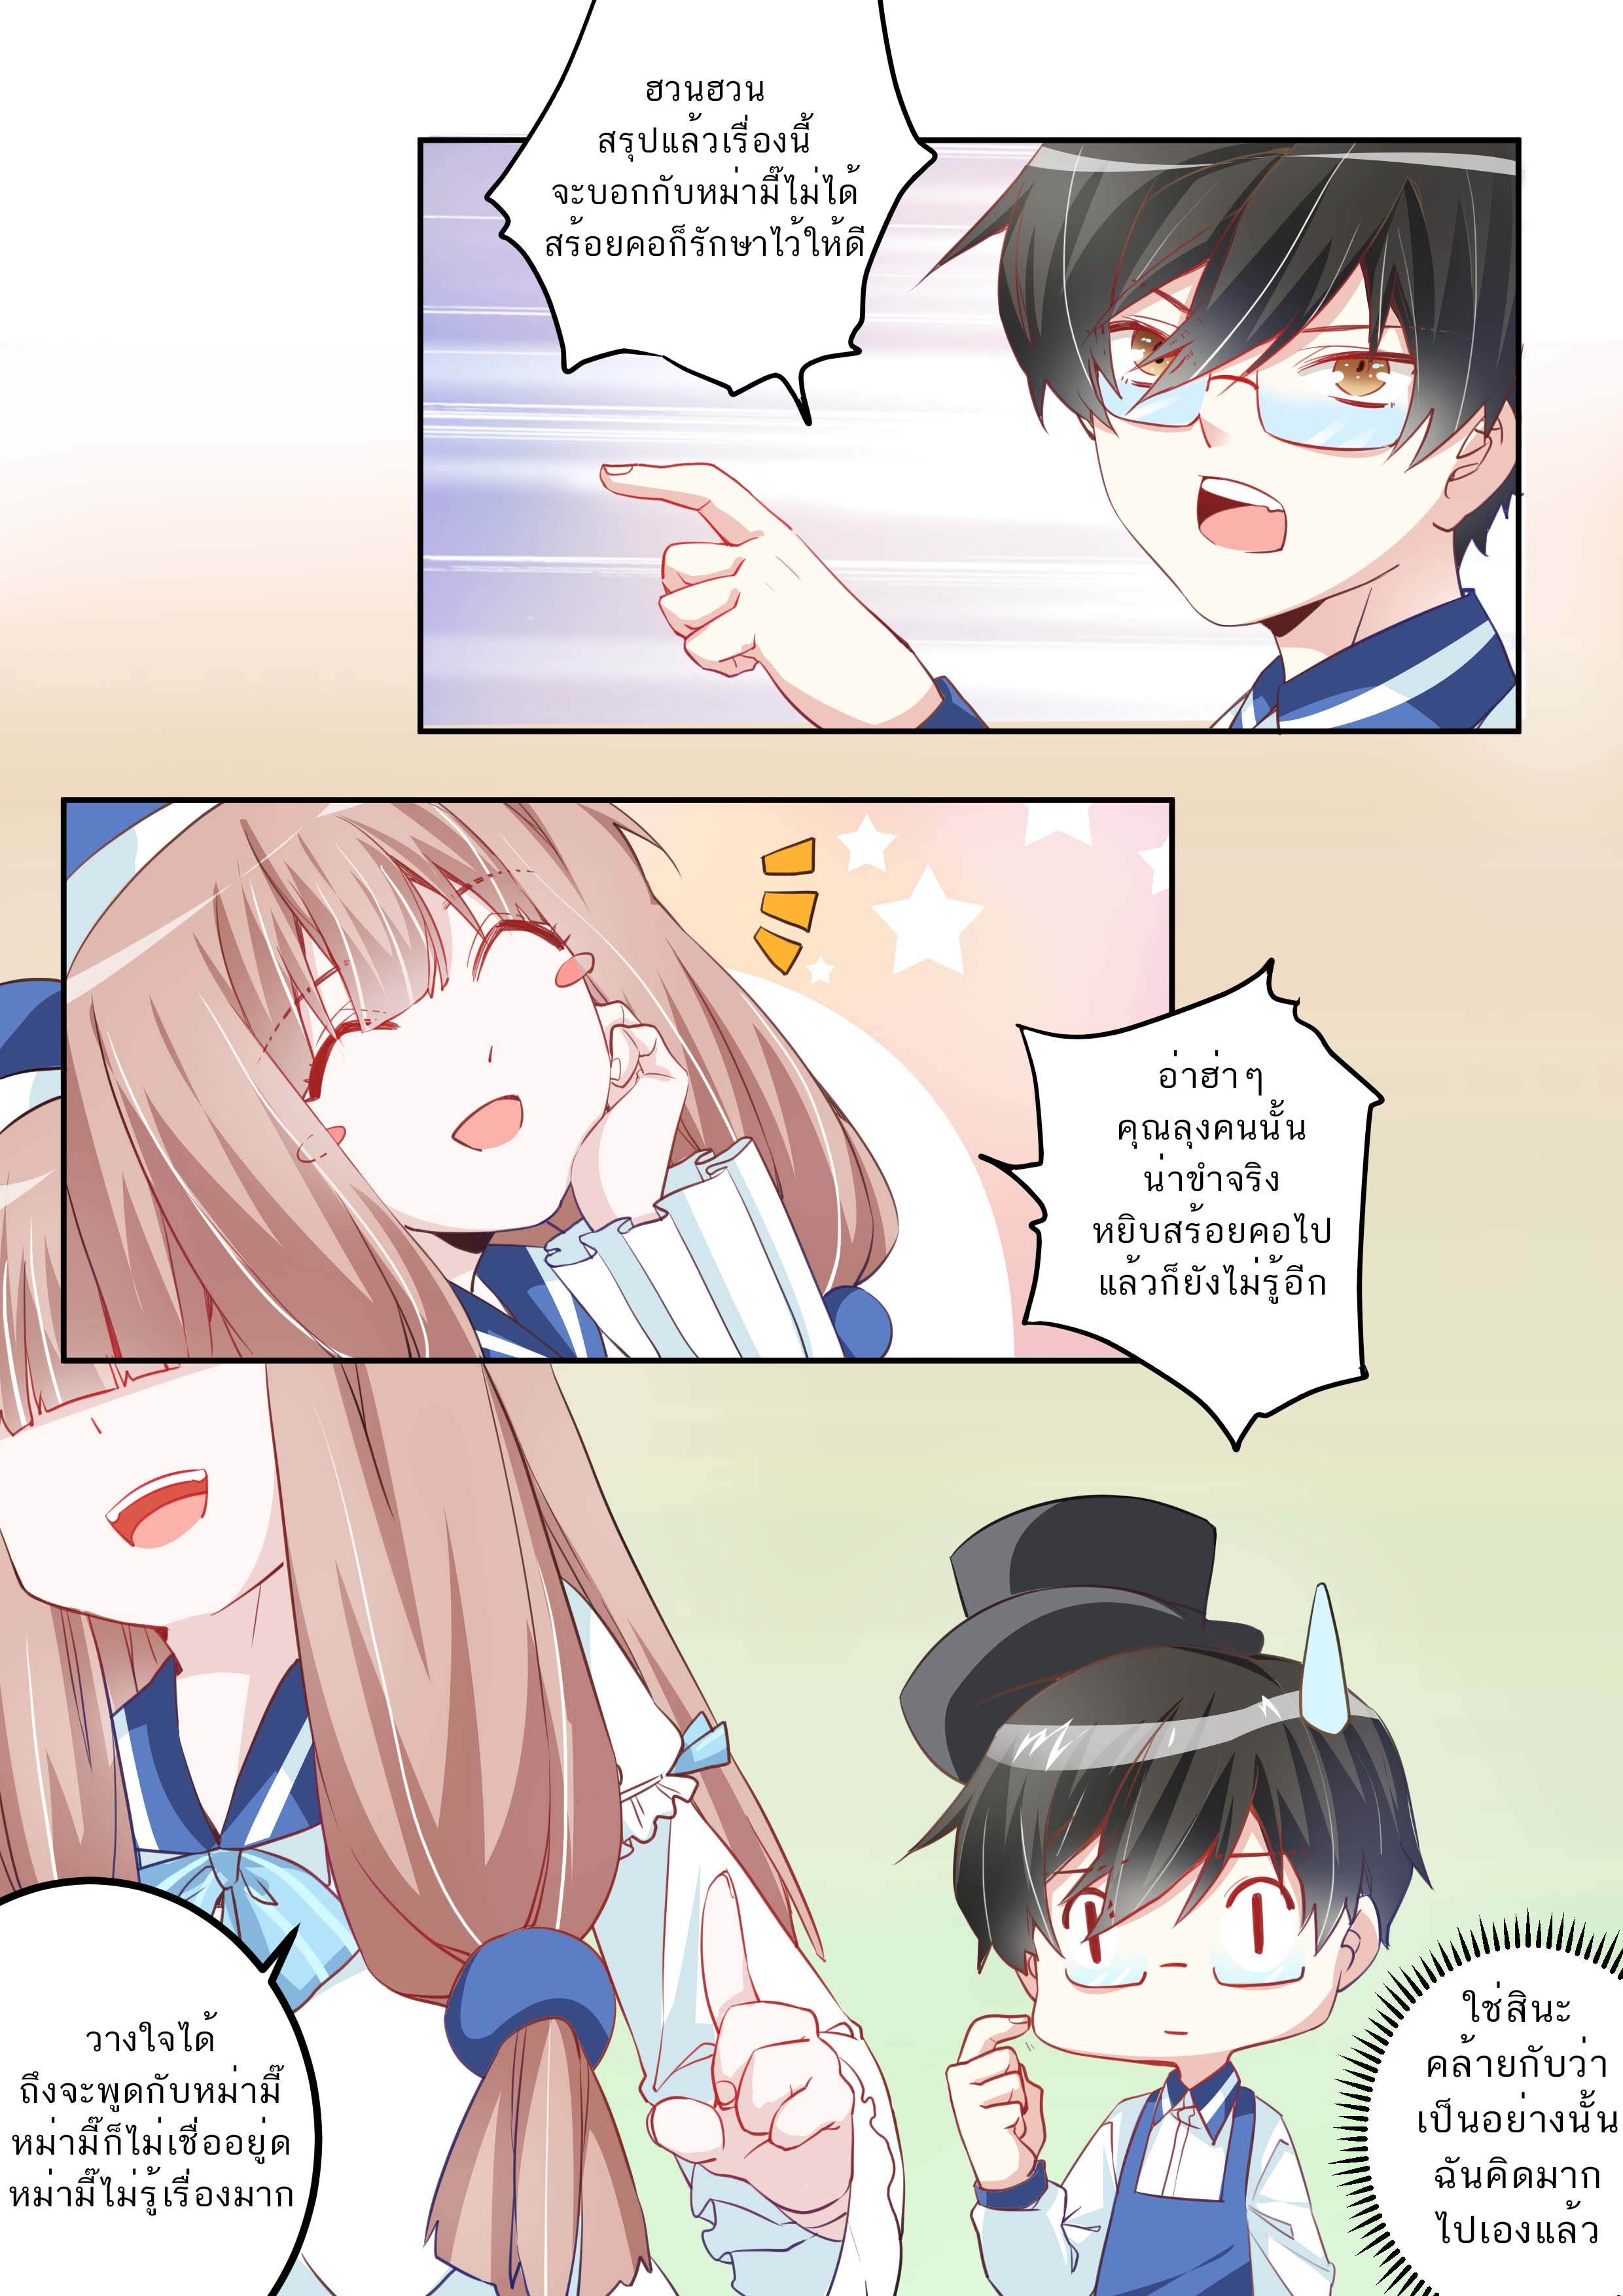 ฮวนฮวน
สรุปแล้วเรื่องนี้
จะบอกกับหม่ามี๊ไม่ได้
สร้อยคอก็รักษาไว้ให้ดี
อ่าฮ่าๆ
คุณลุงคนนั้น
น่าขำจริง
หยิบสร้อยคอไป
แล้วก็ยังไม่รู้อีก
วางใจได้
ถึงจะพูดกับหม่ามี๊
หม่ามี๊ก็ไม่เชื่ออยู่ด
หม่ามี๊ไม่รู้เรื่องมาก
ใช่สินะ
คล้ายกับว่า
เป็นอย่างนั้น
ฉันคิดมาก
ไปเองแล้ว